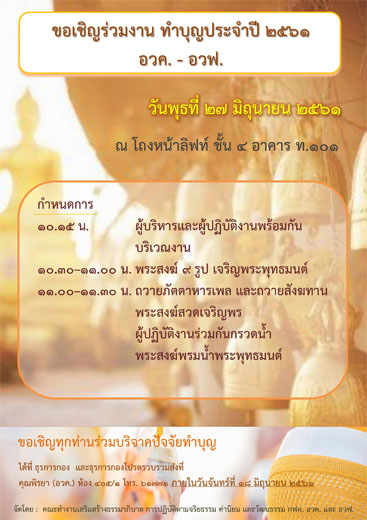 ขอเชิญร่วมงาน ทำบุญประจำปี ๒๕๖๑
อวค. - อวฟ.
วันพุธที่ ๒๗ มิถุนายน ๒๕๖๑
ณ โถงหน้าลิฟท์ ชั้น ๔ อาคาร ท.๑๐๑
กำหนดการ
๑๐.๑๕ น. ผู้บริหารและผู้ปฏิบัติงานพร้อมกัน
บริเวณงาน
๑๐.๓๐–๑๑.๐๐ น. พระสงฆ์ ๙ รูป เจริญพระพุทธมนต์
๑๑.๐๐–๑๑.๓๐ น. ถวายภัตตาหารเพล และถวายสังฆทาน
พระสงฆ์สวดเจริญพร
ผู้ปฏิบัติงานร่วมกันกรวดน้ำ
พระสงฆ์พรมน้ำพระพุทธมนต์
ขอเชิญทุกท่านร่วมบริจาคปัจจัยทำบุญ
ได้ที่ ธุรการกอง และธุรการกองโปรดรวบรวมส่งที่
คุณพิรยา (อวค.) ห้อง ๔๐๕/๑ โทร. ๖๑๗๗๑ ภายในวันจันทร์ที่ ๑๘ มิถุนายน ๒๕๖๑
จัดโดย : คณะทำงานเสริมสร้างธรรมาภิบาล การปฏิบัติตามจริยธรรม ค่านิยม และวัฒนธรรม กฟผ. อวค. และ อวฟ.